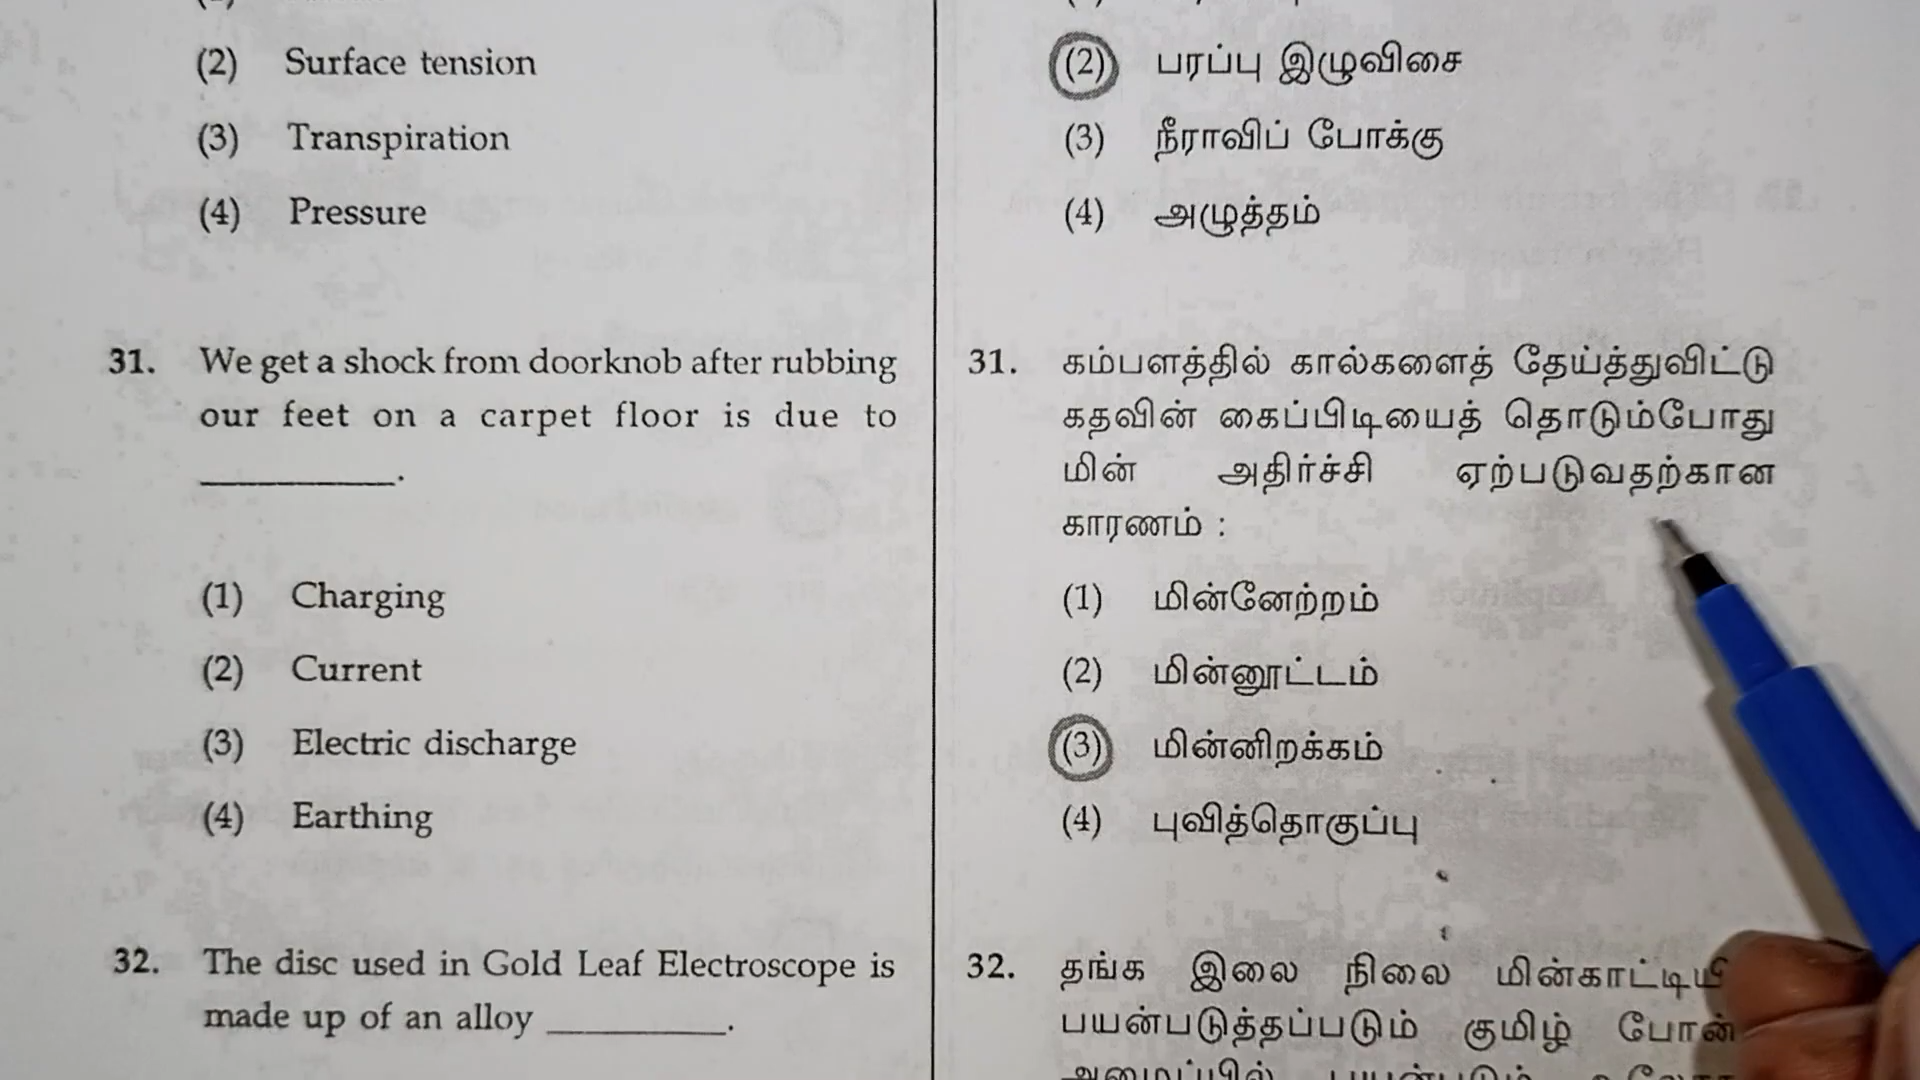 (2) Surface tension
(3) Transpiration
(4) Pressure
31. We get a shock from doorknob after rubbing
our feet on a carpet floor is due to
____________.
(1) Charging
(2) Current
(3) Electric discharge
(4) Earthing
32. The disc used in Gold Leaf Electroscope is
made up of an alloy ___________.
(2) பரப்பு இழுவிசை
(3) நீராவிப் போக்கு
(4) அழுத்தம்
31. கம்பளத்தில் கால்களைத் தேய்த்துவிட்டு
கதவின் கைப்பிடியைத் தொடும்போது
மின் அதிர்ச்சி ஏற்படுவதற்கான
காரணம் :
(1) மின்னேற்றம்
(2) மின்னூட்டம்
(3) மின்னிறக்கம்
(4) புவித்தொகுப்பு
32. தங்க இலை நிலை
பயன்படுத்தப்படும் குமிழ்